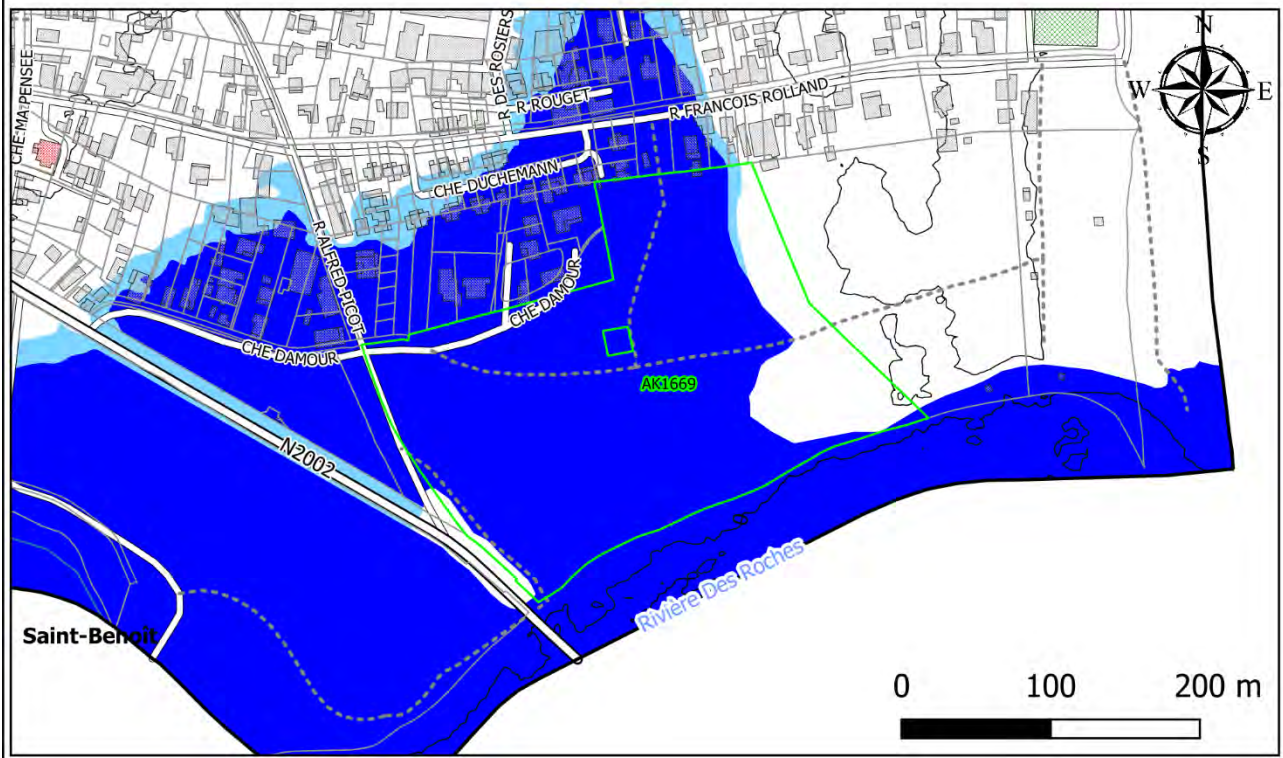 N
W E
S
CHE MA PENSEE
R DES ROSIERS
R ROUGET
R FRANCOIS ROLLAND
CHE DUCHEMANN
R ALFRED PICOT
CHE DAMOUR
CHE DAMOUR
AK1669
N2002
Rivière Des Roches
Saint-Benoit
0 100 200 m